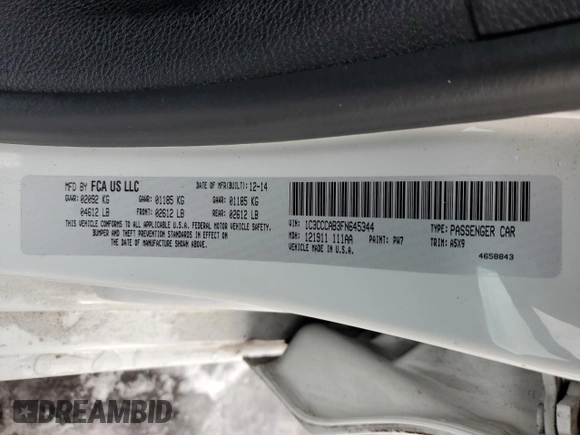 MFD BY FCA US LLC DATE OF MFR(BUILT) 12-14
GVWR: 02092 KG GAWR: 01185 KG GAWR: 01185 KG
04612 LB FRONT: 02612 LB REAR: 02612 LB
THIS VEHICLE CONFORMS TO ALL APPLICABLE U.S.A. FEDERAL MOTOR VEHICLE SAFETY,
BUMPER AND THEFT PREVENTION STANDARDS IN EFFECT ON
THE DATE OF MANUFACTURE SHOWN ABOVE.
VIN: 1C3CCCAB3FN645344 TYPE: PASSENGER CAR
MDH: 121911 111AA PAINT: PW7 TRIM: A5X9
VEHICLE MADE IN U.S.A. 4658843
DREAMBID